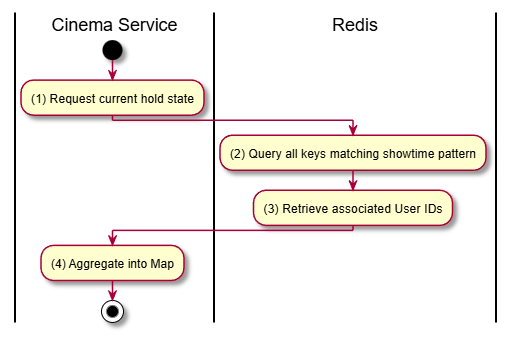 Cinema Service
Redis
(1) Request current hold state
(2) Query all keys matching showtime pattern
(3) Retrieve associated User IDs
(4) Aggregate into Map